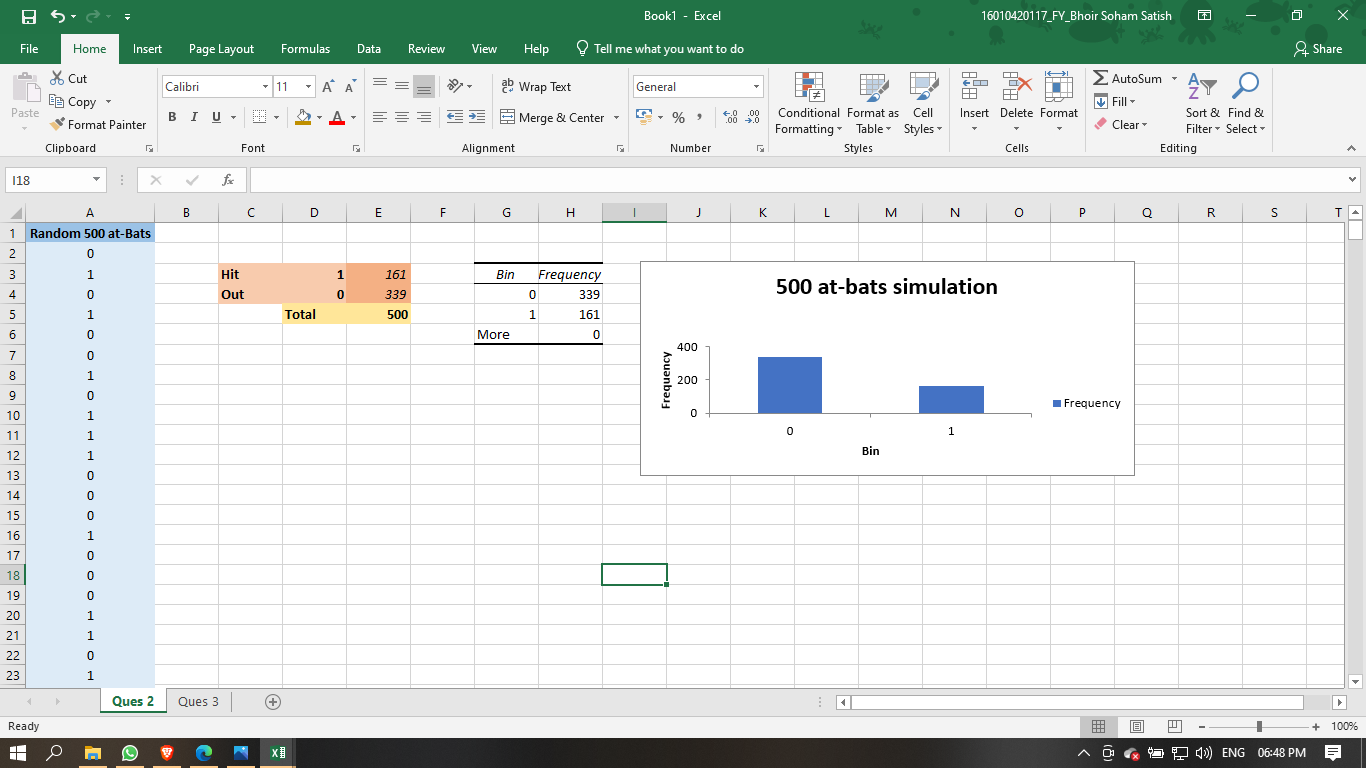 Book1 - Excel
16010420117_FY_Bhoir Soham Satish
File Home Insert Page Layout Formulas Data Review View Help Tell me what you want to do Share
Paste
Cut
Copy
Format Painter
Clipboard
Calibri 11
B I U
Font
Wrap Text
Merge & Center
Alignment
General
% ,
Number
Conditional Formatting
Format as Table
Cell Styles
Styles
Insert Delete Format
Cells
AutoSum
Fill
Clear
Sort & Filter
Find & Select
Editing
I18 fx
A B C D E F G H I J K L M N O P Q R S T
1 Random 500 at-Bats
2 0
3 1 Hit 1 161 Bin Frequency
4 0 Out 0 339 0 339
5 1 Total 500 1 161
6 0 More 0
7 0
8 1
9 0
10 1
11 1
12 1
13 0
14 0
15 0
16 1
17 0
18 0
19 0
20 1
21 1
22 0
23 1
500 at-bats simulation
Frequency
400
200
0
0 1
Bin
Frequency
Ques 2 Ques 3
Ready 100%
ENG 06:48 PM